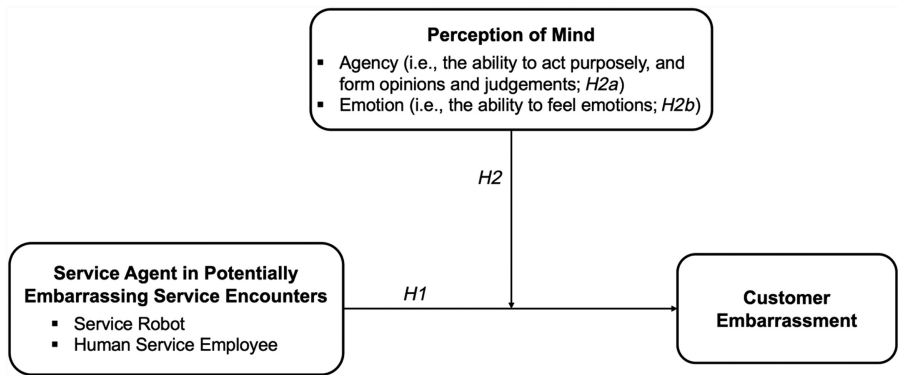 Perception of Mind
▪ Agency (i.e., the ability to act purposely, and
form opinions and judgements; H2a)
▪ Emotion (i.e., the ability to feel emotions; H2b)
H2
Service Agent in Potentially
Embarrassing Service Encounters
▪ Service Robot
▪ Human Service Employee
H1
Customer
Embarrassment